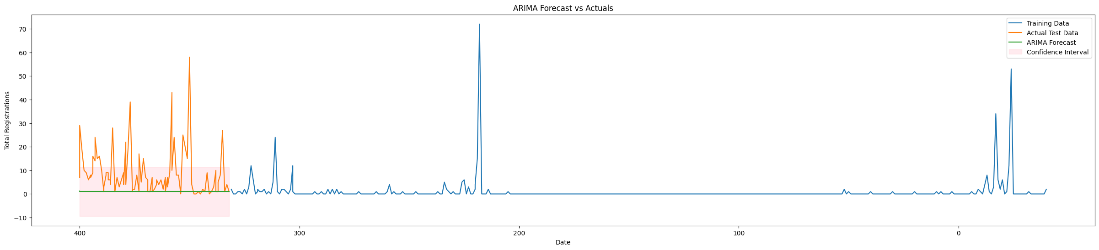 ARIMA Forecast vs Actuals
Training Data
Actual Test Data
ARIMA Forecast
Confidence Interval
Total Registrations
70
60
50
40
30
20
10
0
−10
400
300
200
100
0
Date